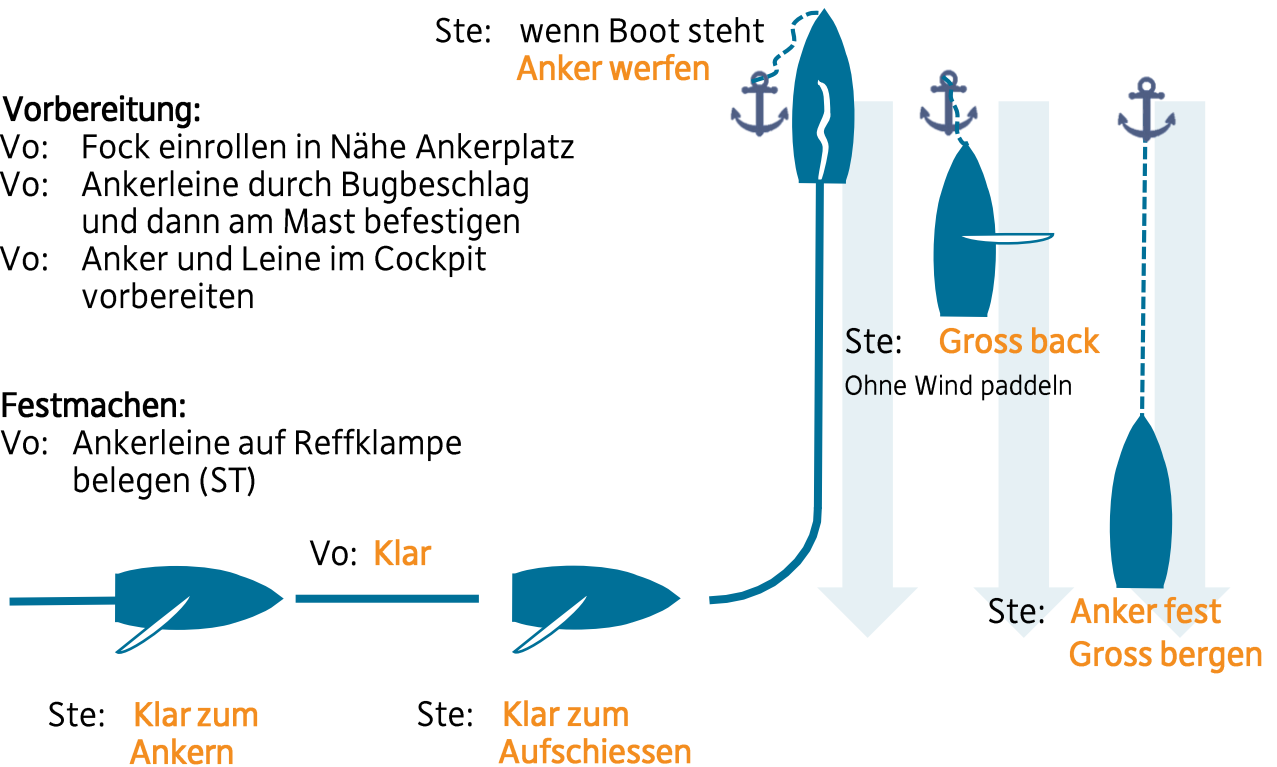 Ste: wenn Boot steht
Anker werfen
Vorbereitung:
Vo: Fock einrollen in Nähe Ankerplatz
Vo: Ankerleine durch Bugbeschlag
und dann am Mast befestigen
Vo: Anker und Leine im Cockpit
vorbereiten
Ste: Gross back
Ohne Wind paddeln
Festmachen:
Vo: Ankerleine auf Reffklampe
belegen (ST)
Vo: Klar
Ste: Anker fest
Gross bergen
Ste: Klar zum
Ankern
Ste: Klar zum
Aufschiessen